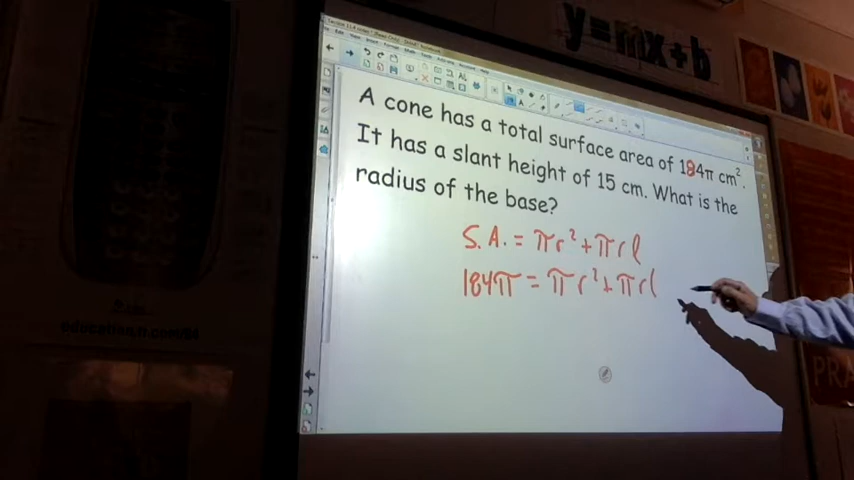 y=mx+b
A cone has a total surface area of 184π cm².
It has a slant height of 15 cm. What is the
radius of the base?
S.A. = πr² + πrl
184π = πr² + πrl